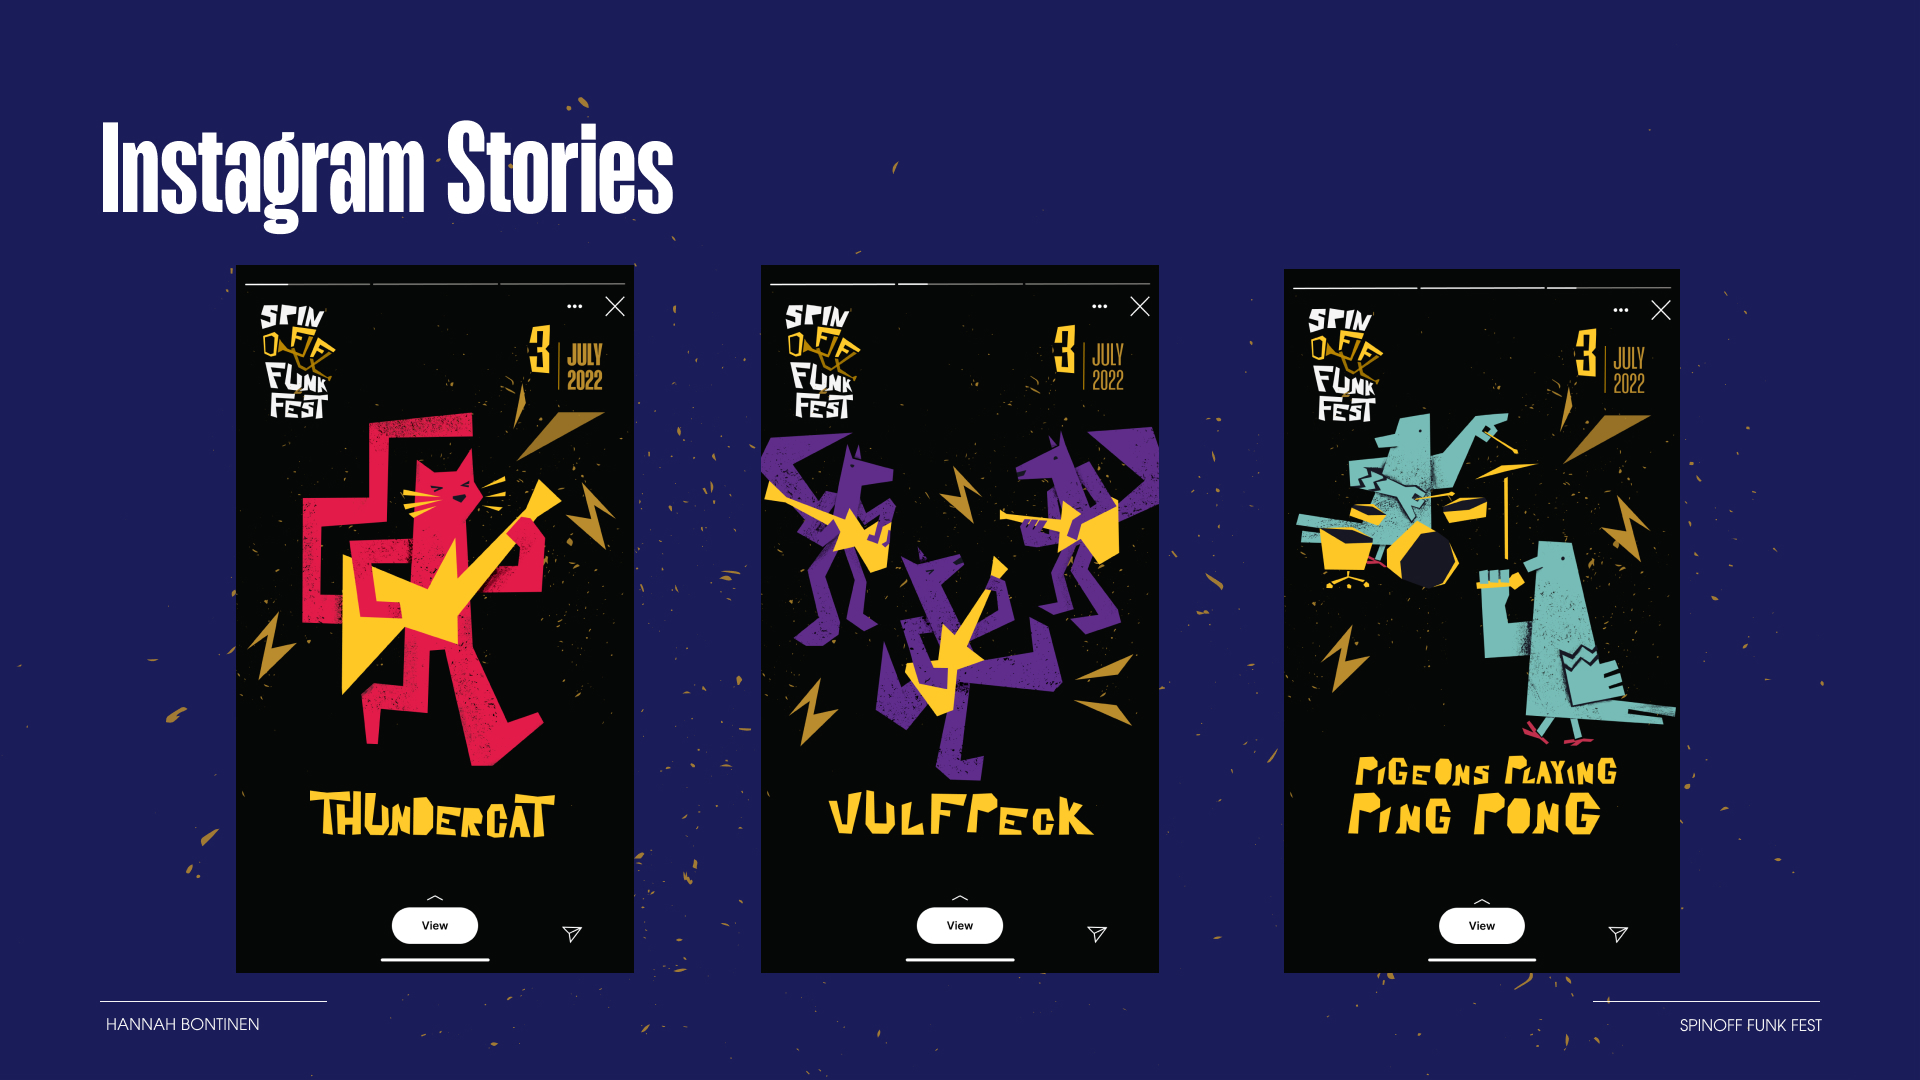 Instagram Stories
SPIN
OFF
FUNK
FEST
3
JULY
2022
THUNDERCAT
View
SPIN
OFF
FUNK
FEST
3
JULY
2022
VULFPECK
View
SPIN
OFF
FUNK
FEST
3
JULY
2022
PIGEONS PLAYING
PING PONG
View
HANNAH BONTINEN
SPINOFF FUNK FEST